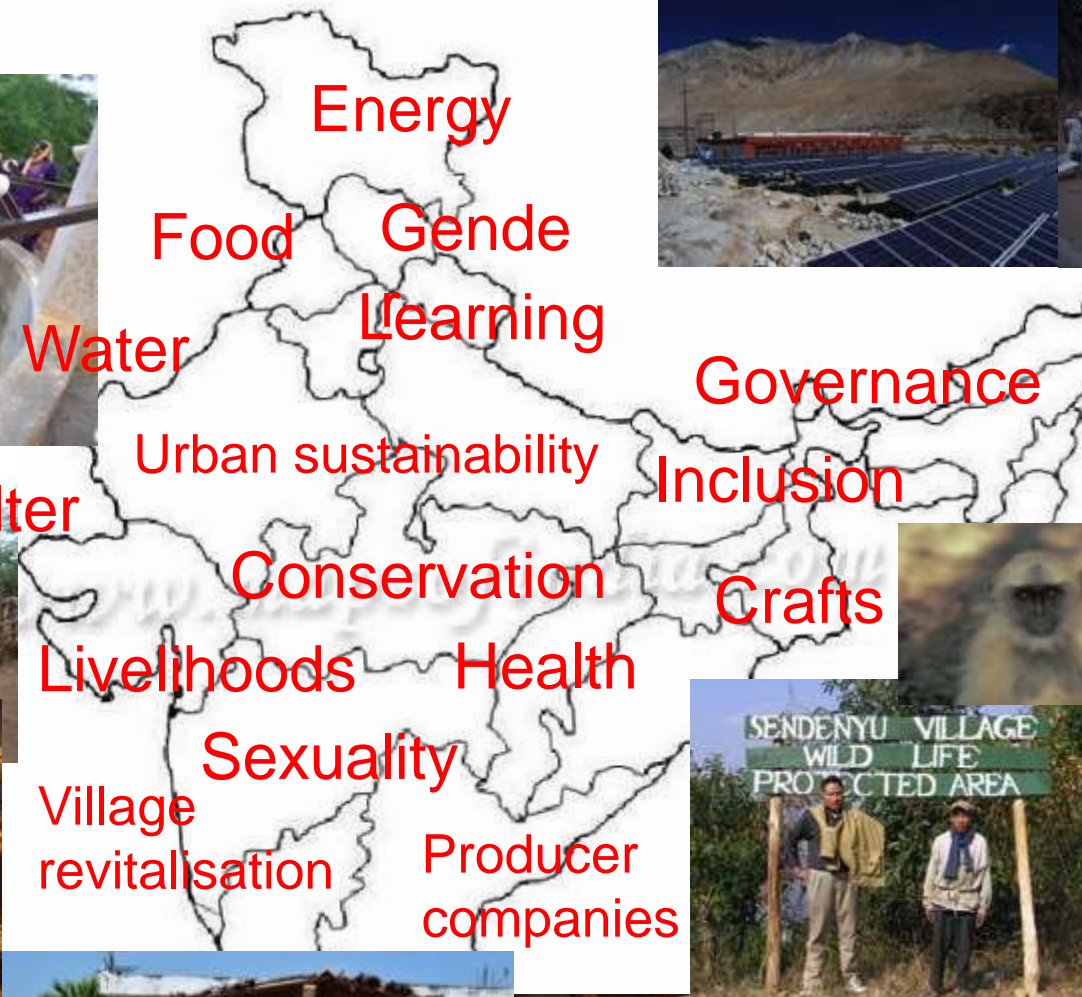 Energy
Food
Gende
r
Learning
Water
Governance
Urban sustainability
Inclusion
lter
Conservation
Crafts
Livelihoods
Health
Sexuality
SENDENYU VILLAGE
WILD LIFE
PROTECTED AREA
Village
revitalisation
Producer
companies